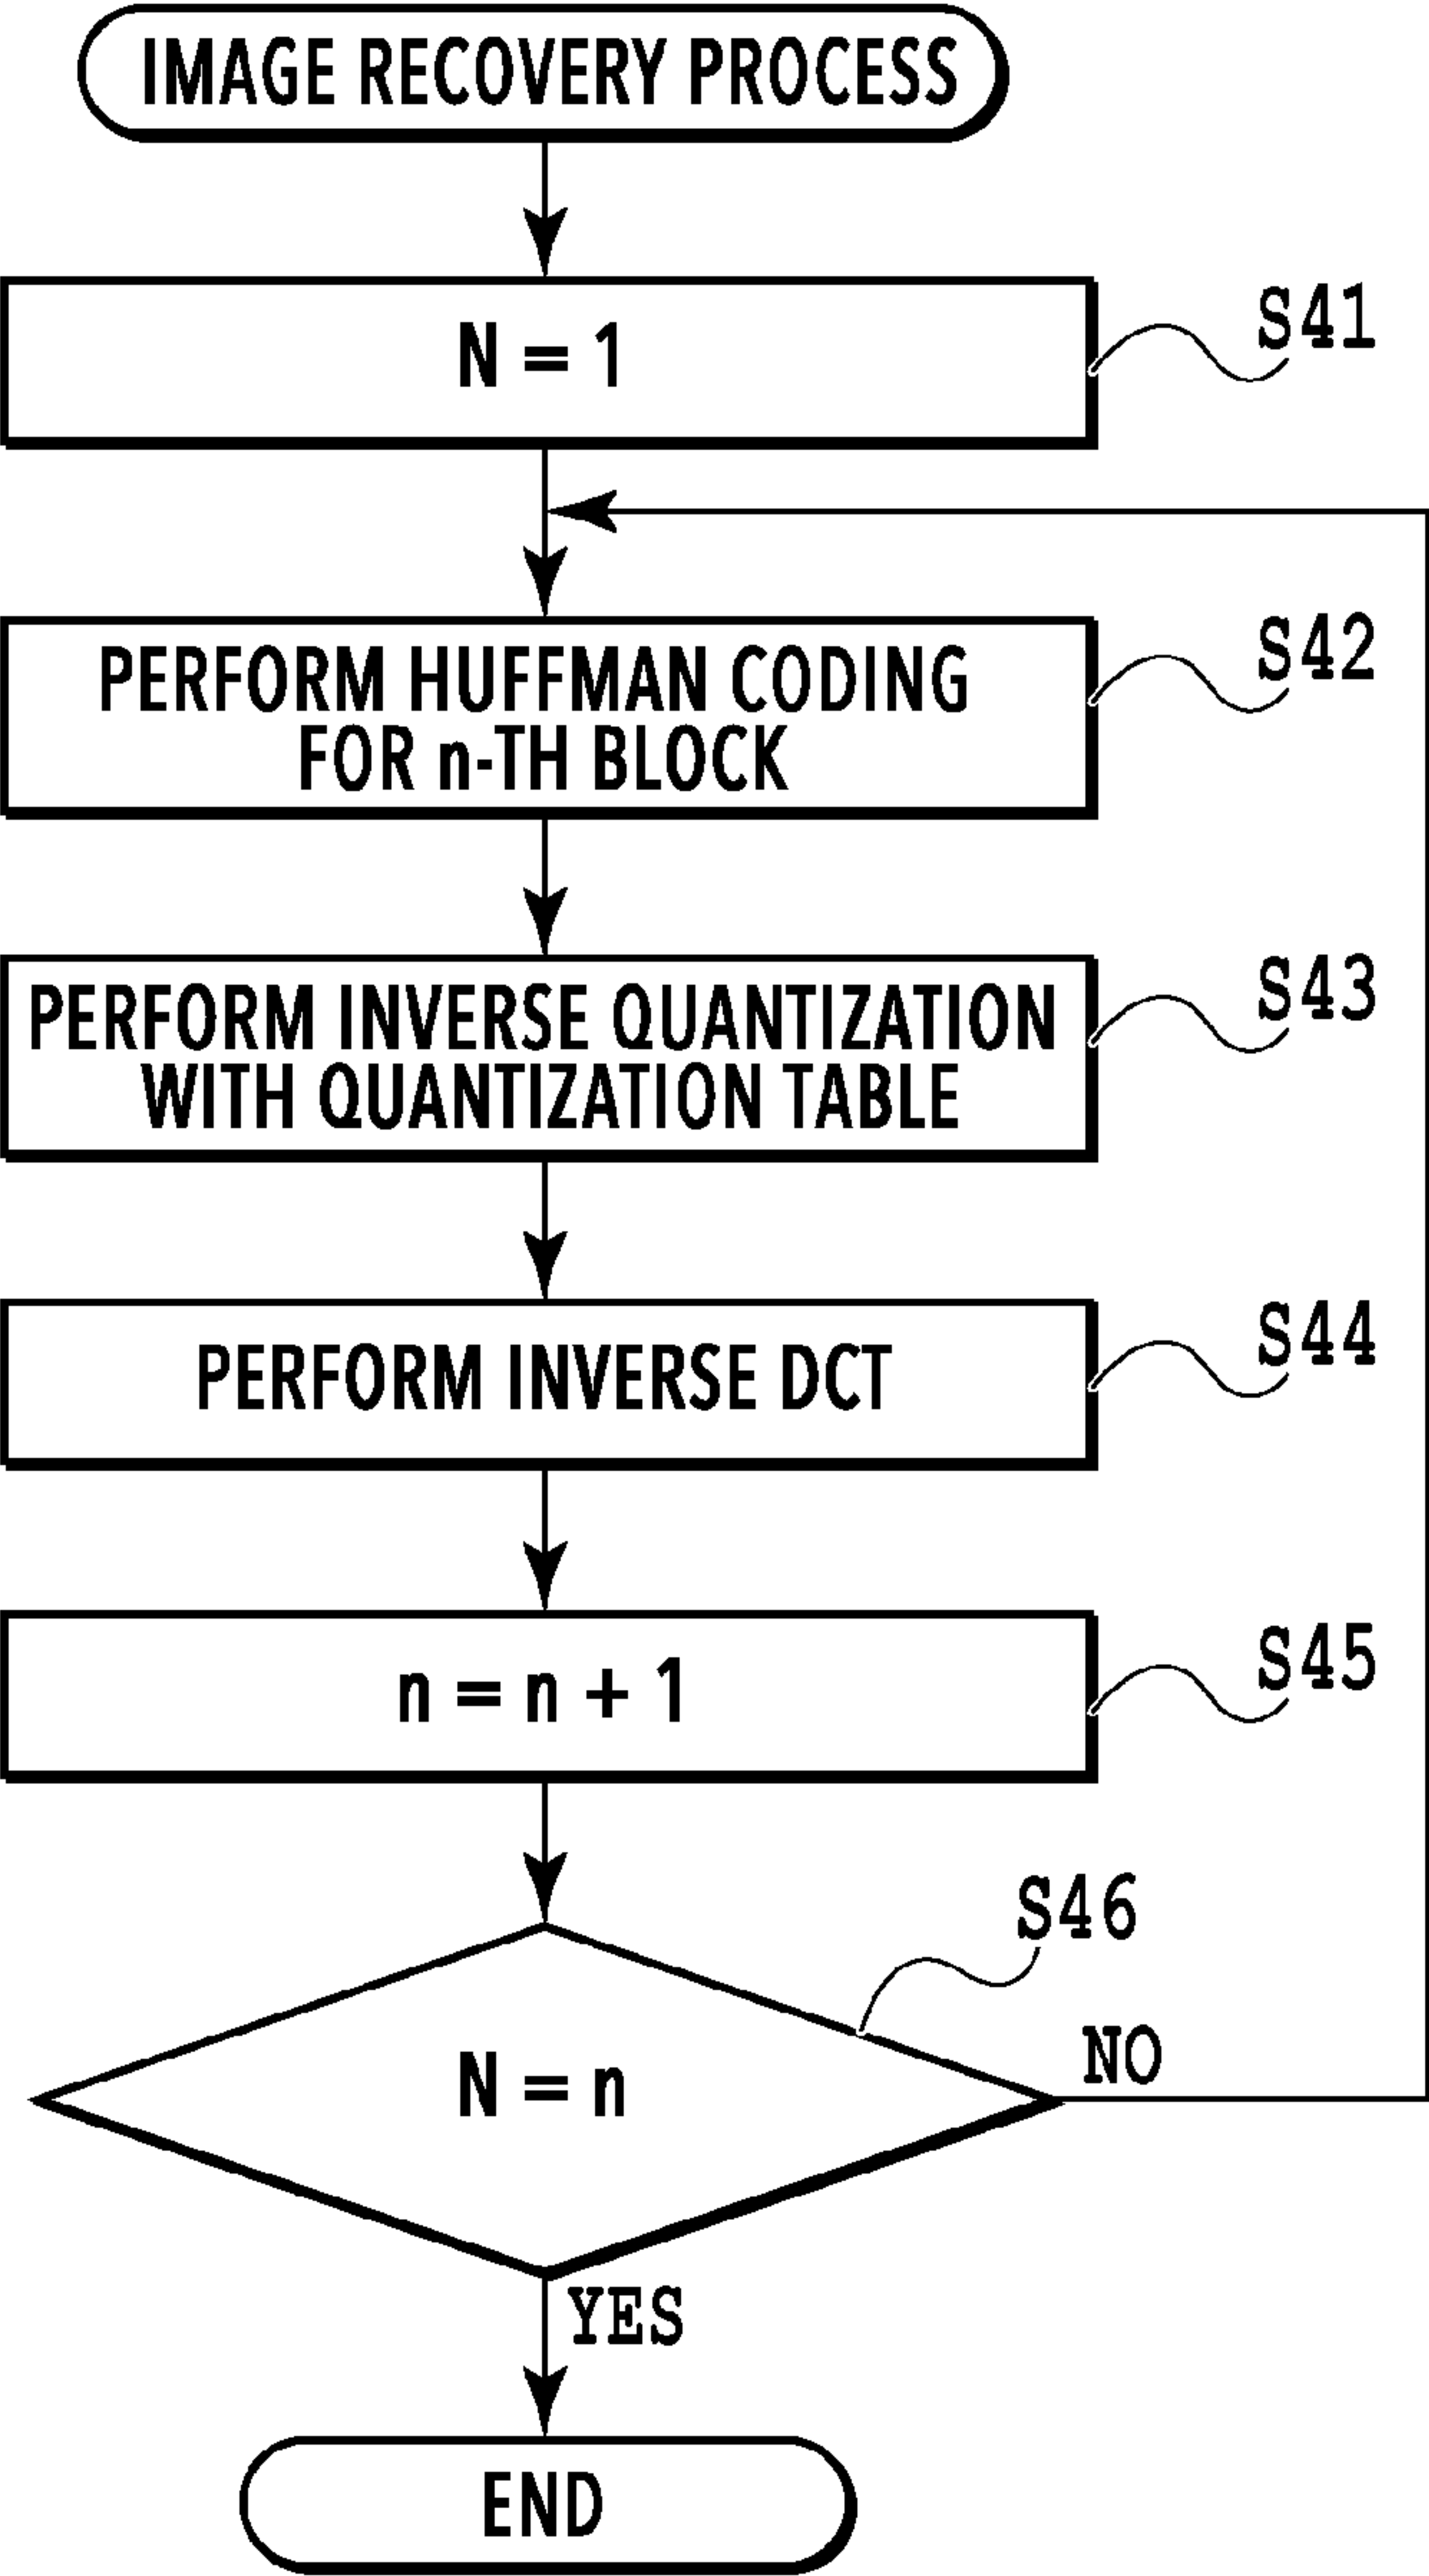 IMAGE RECOVERY PROCESS
N = 1
S41
PERFORM HUFFMAN CODING
FOR n-TH BLOCK
S42
PERFORM INVERSE QUANTIZATION
WITH QUANTIZATION TABLE
S43
PERFORM INVERSE DCT
S44
n = n + 1
S45
S46
N = n
NO
YES
END